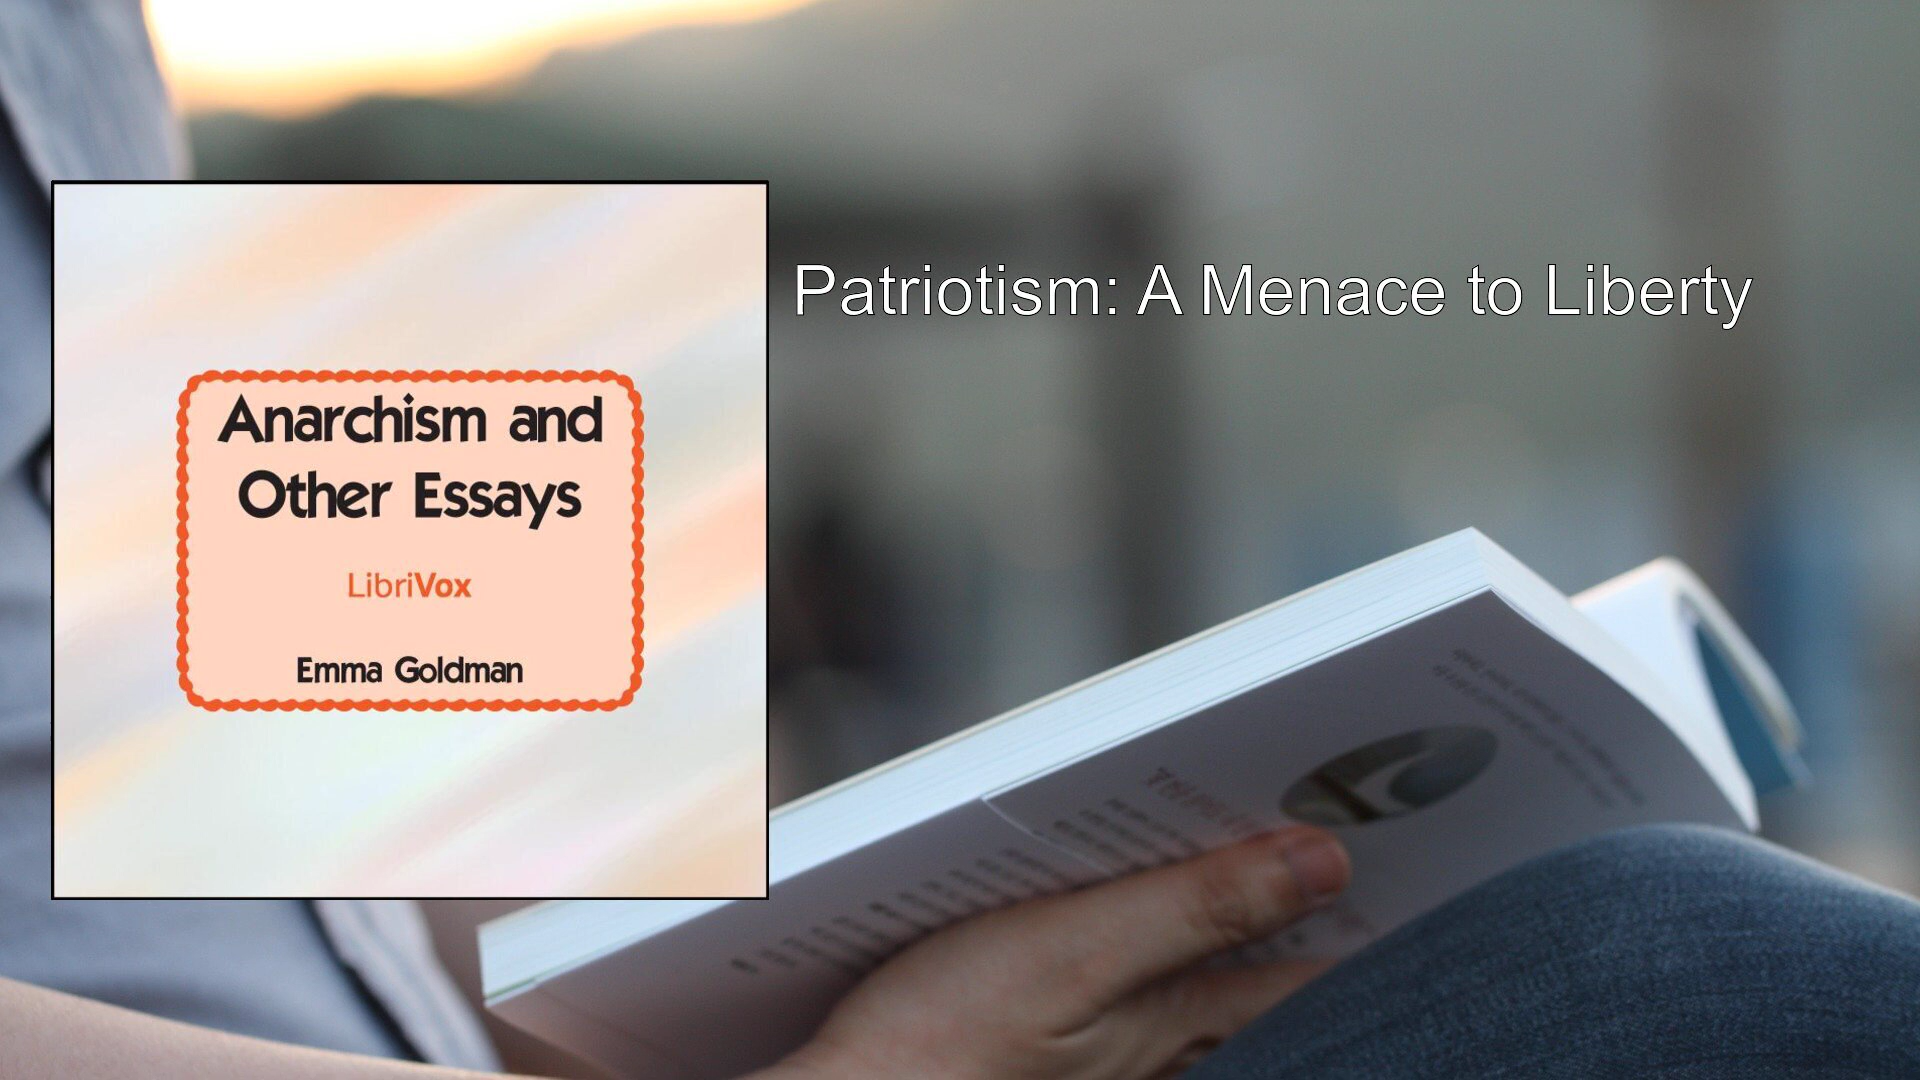 Patriotism: A Menace to Liberty
Anarchism and
Other Essays
LibriVox
Emma Goldman